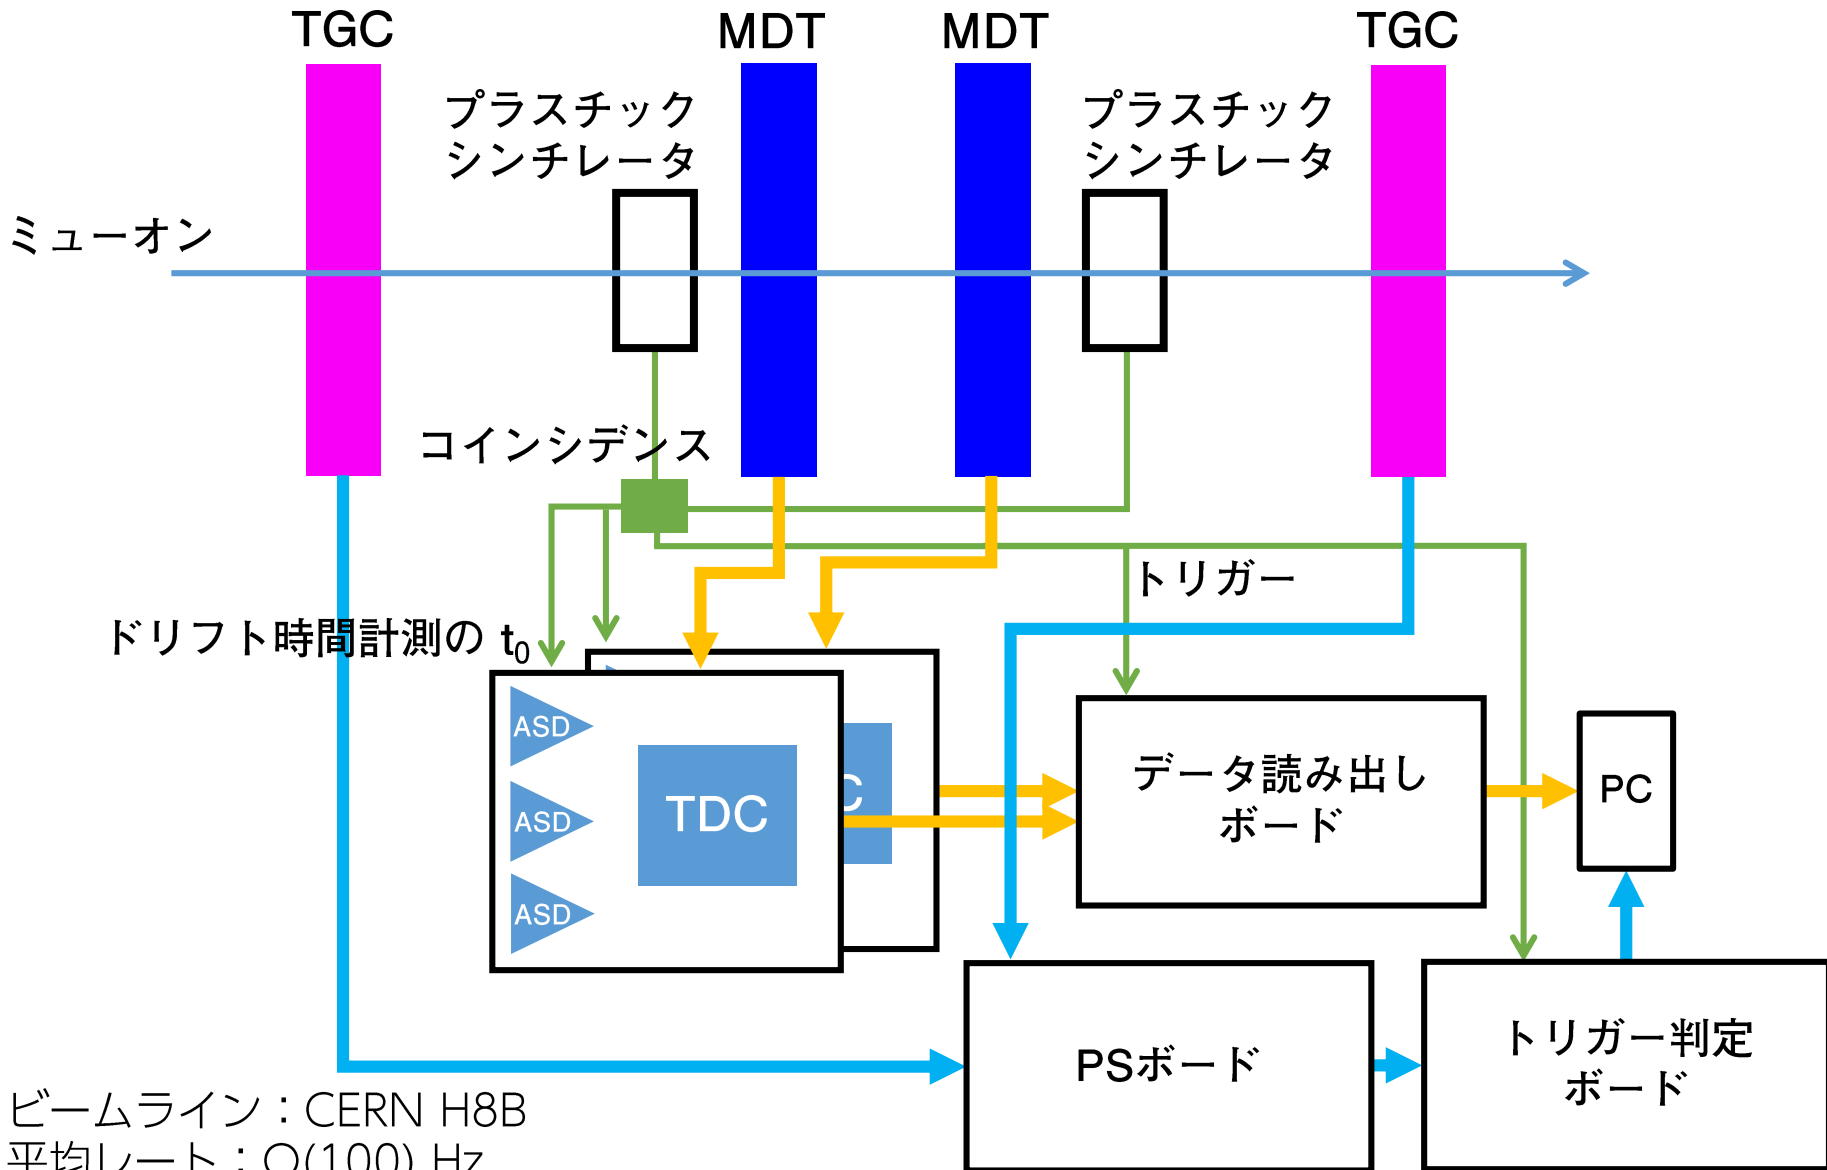 TGC
MDT
MDT
TGC
プラスチック
シンチレータ
プラスチック
シンチレータ
ミューオン
コインシデンス
トリガー
ドリフト時間計測の t₀
ASD
ASD
ASD
TDC
C
データ読み出し
ボード
PC
PSボード
トリガー判定
ボード
ビームライン：CERN H8B
平均レート：O(100) Hz